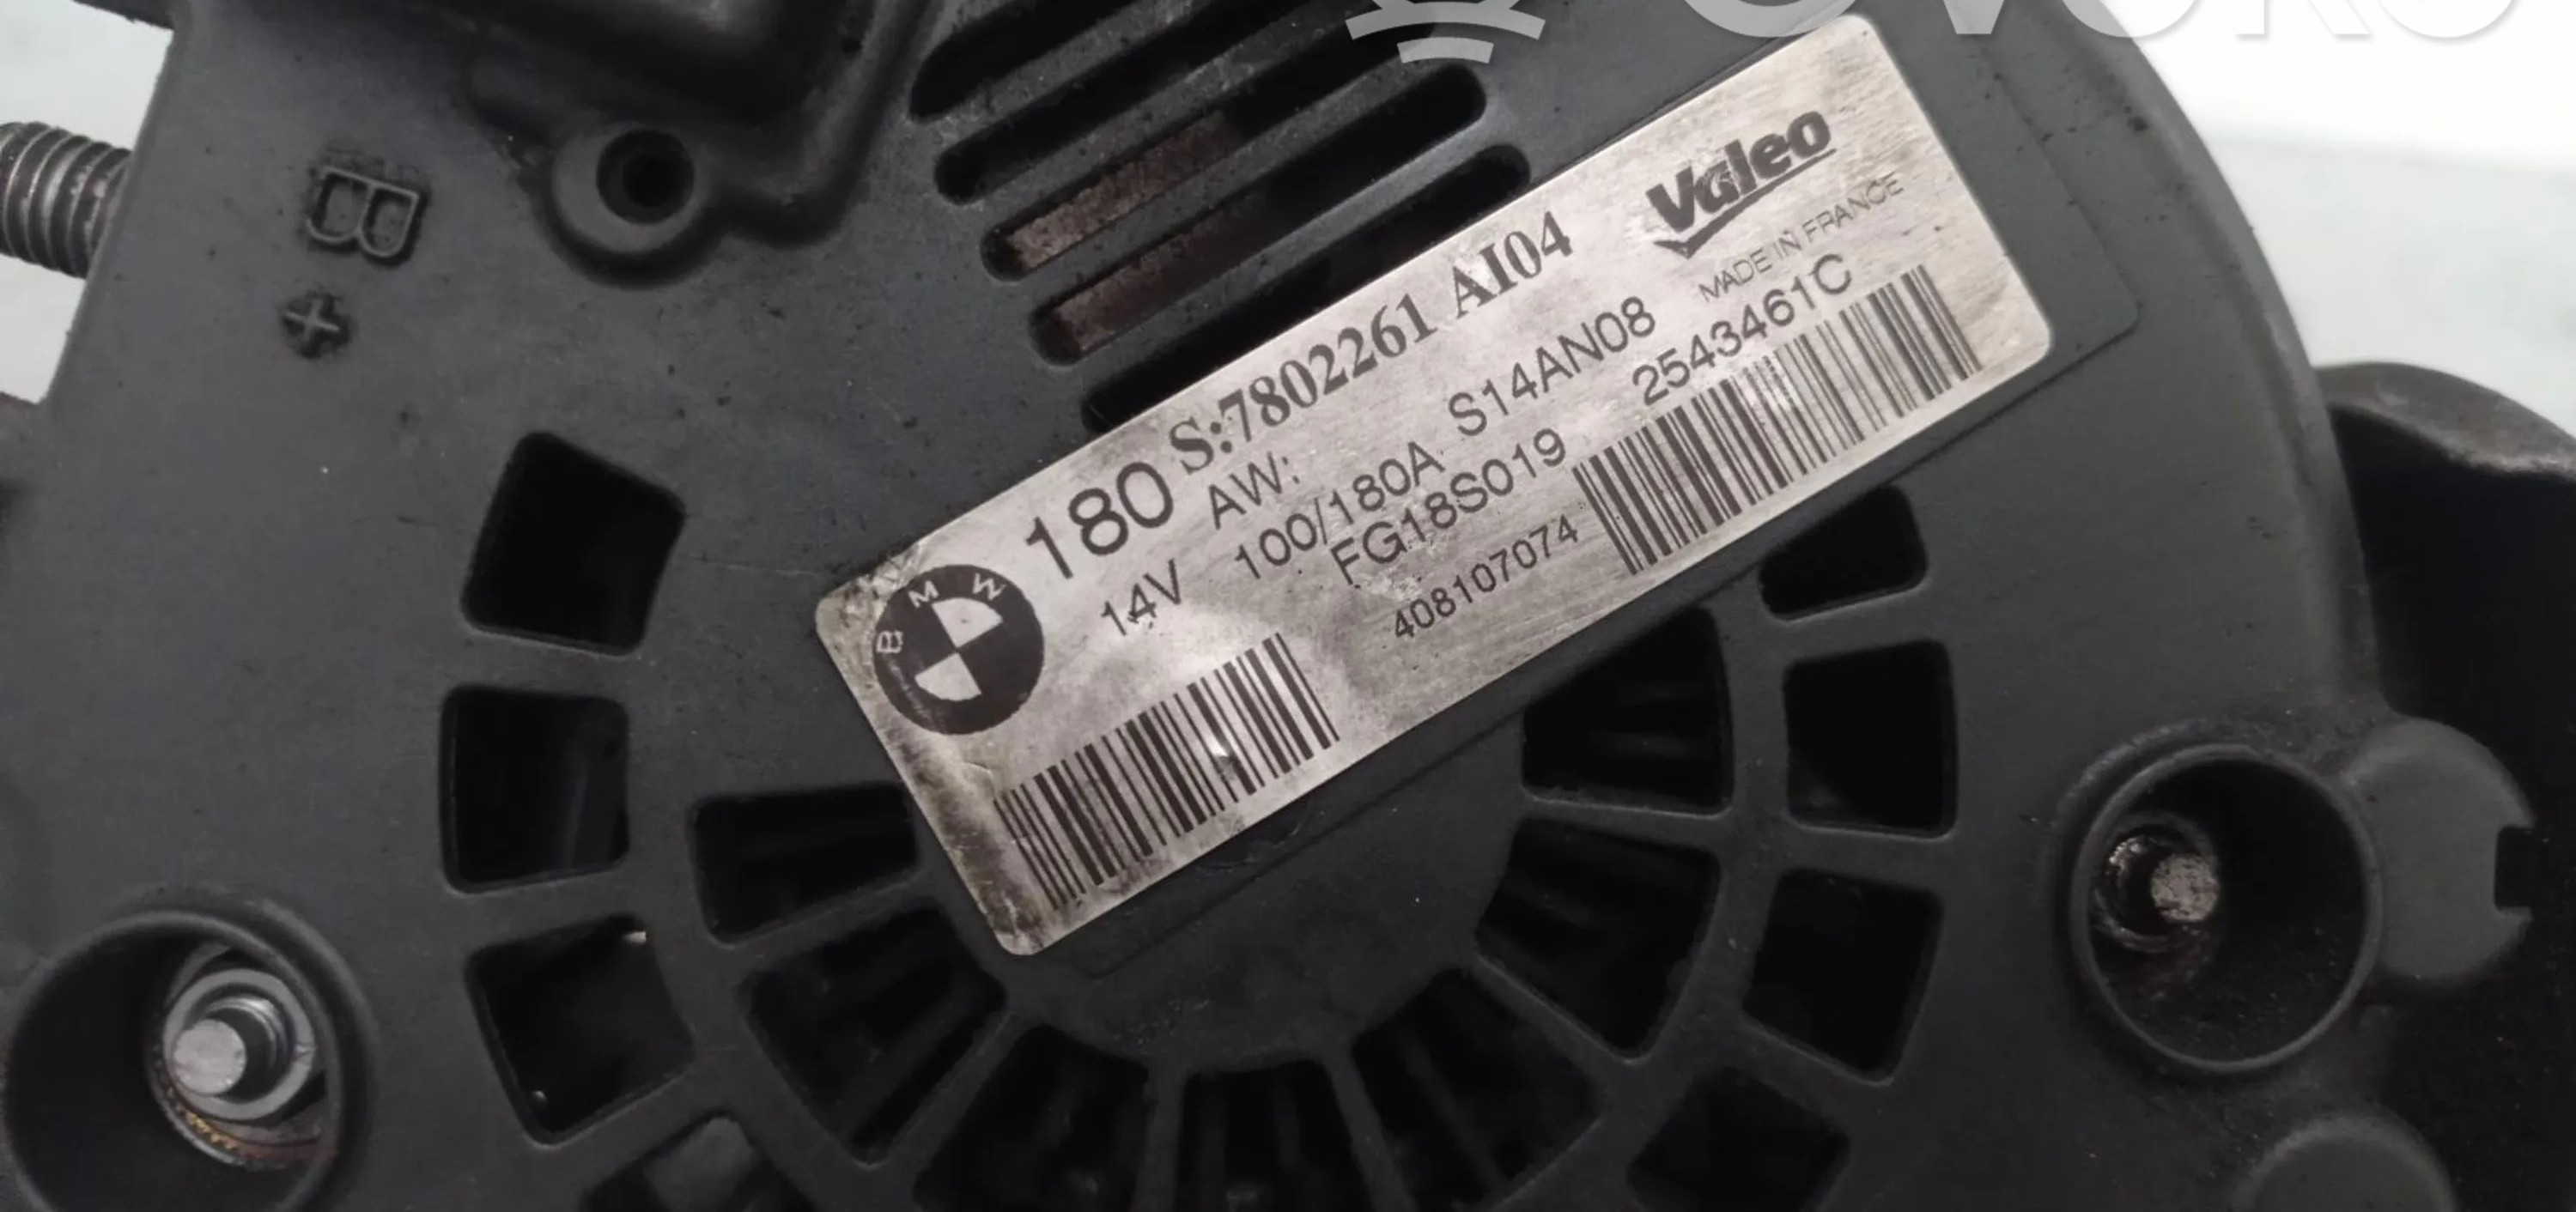 B
+
Valeo
MADE IN FRANCE
180 S:7802261 AI04
AW:
14V 100/180A S14AN08
FG18S019 2543461C
408107074
BMW